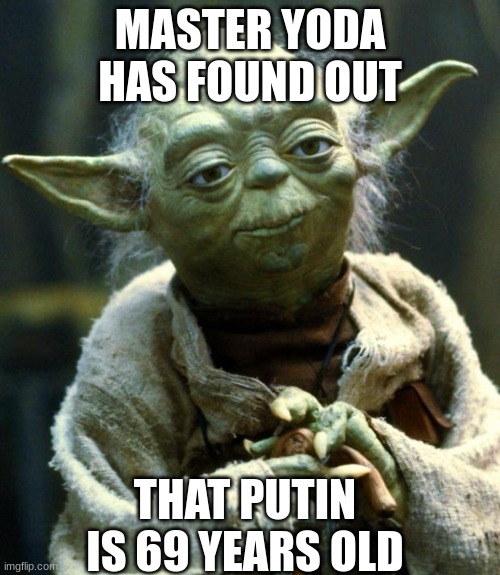 MASTER YODA
HAS FOUND OUT
THAT PUTIN
IS 69 YEARS OLD
imgflip.com